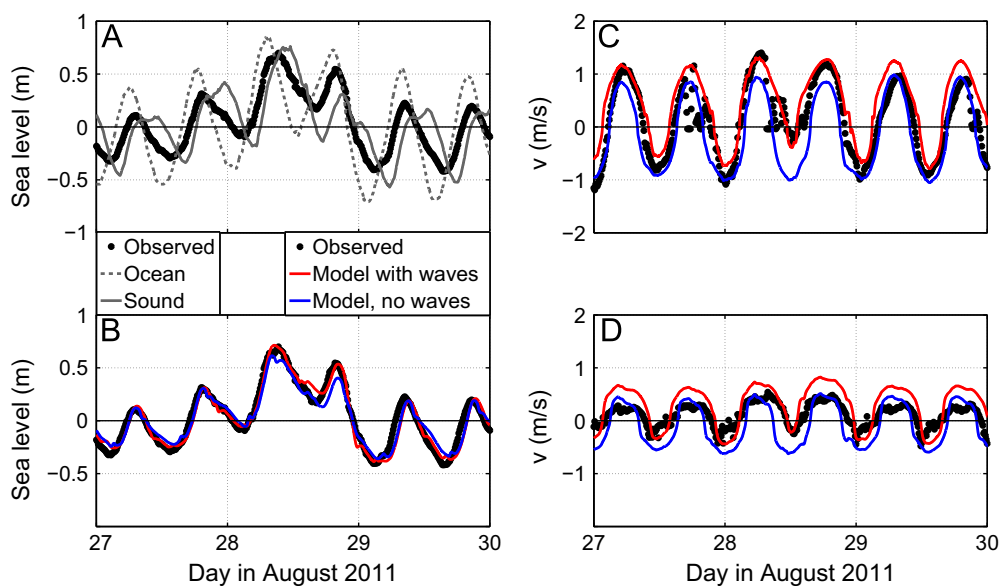 A
Sea level (m)
1
0.5
0
−0.5
−1
C
v (m/s)
2
1
0
−1
−2
Observed
Ocean
Sound
Observed
Model with waves
Model, no waves
B
Sea level (m)
1
0.5
0
−0.5
27 28 29 30
Day in August 2011
D
v (m/s)
2
1
0
−1
27 28 29 30
Day in August 2011